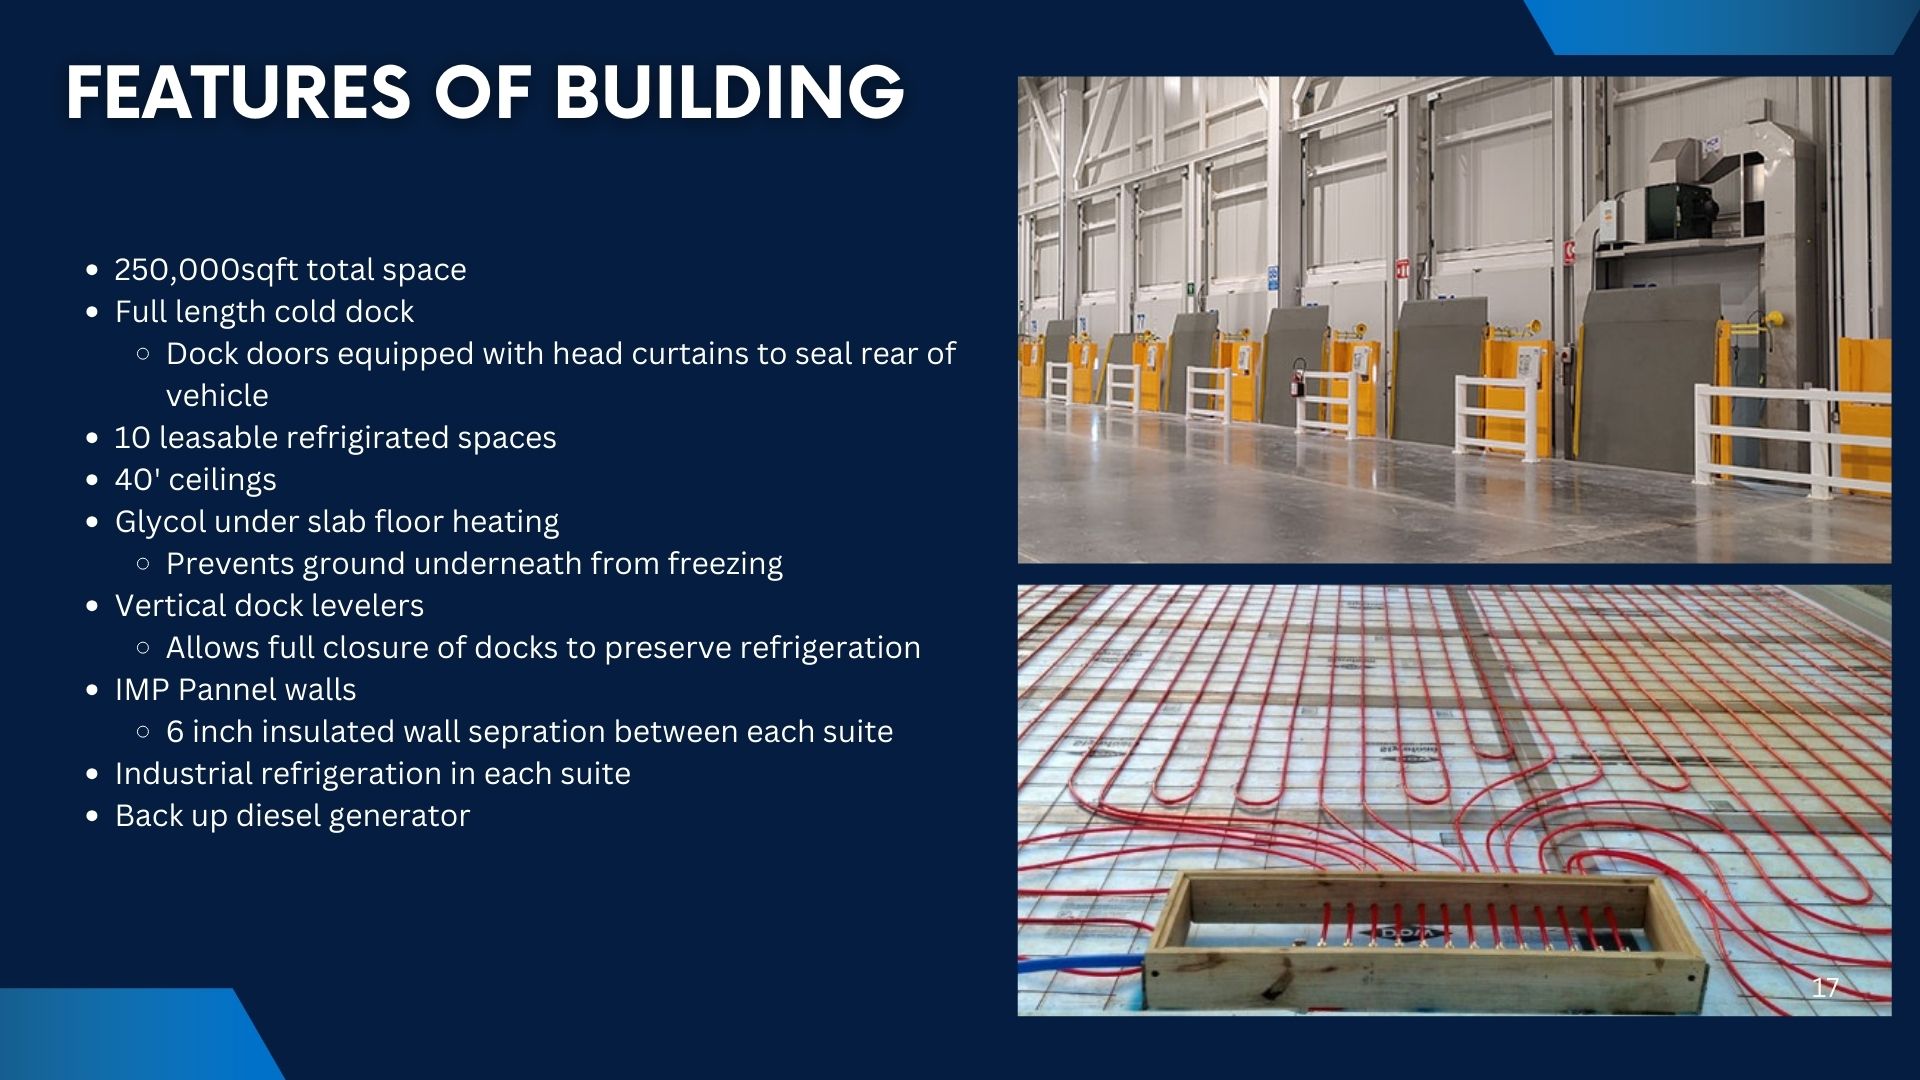 FEATURES OF BUILDING
250,000sqft total space
Full length cold dock
Dock doors equipped with head curtains to seal rear of
vehicle
10 leasable refrigirated spaces
40' ceilings
Glycol under slab floor heating
Prevents ground underneath from freezing
Vertical dock levelers
Allows full closure of docks to preserve refrigeration
IMP Pannel walls
6 inch insulated wall sepration between each suite
Industrial refrigeration in each suite
Back up diesel generator
17